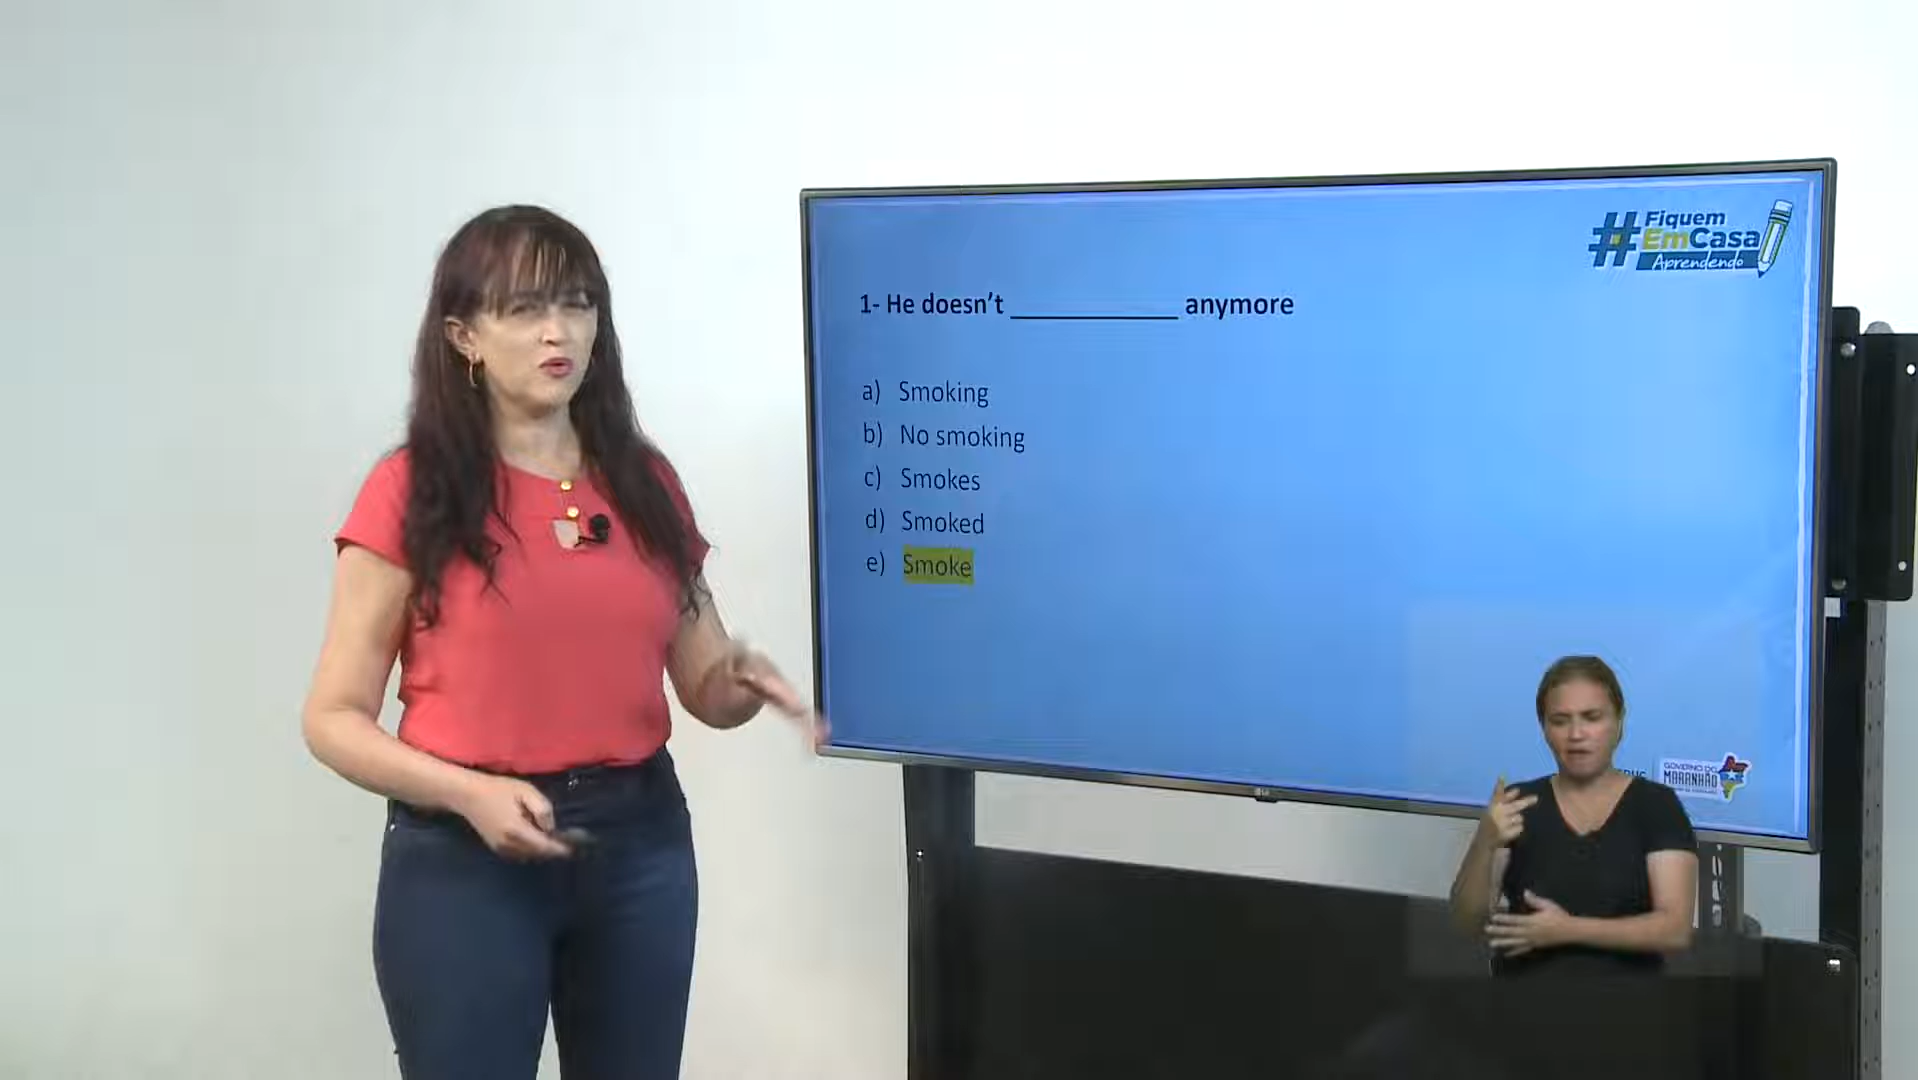 #Fiquem
EmCasa
Aprendendo
1- He doesn’t ____________ anymore
a) Smoking
b) No smoking
c) Smokes
d) Smoked
e) Smoke
GOVERNO DO
MARANHÃO
LG